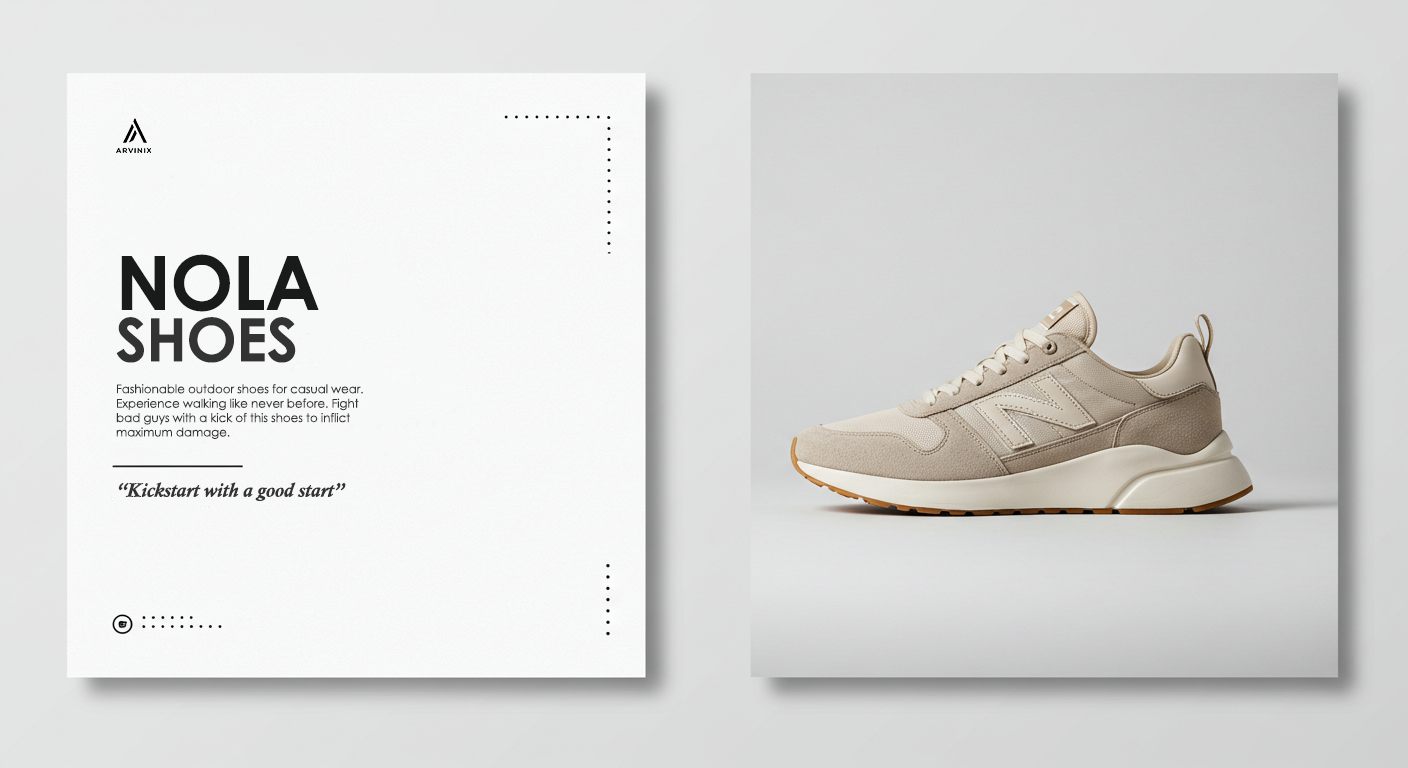 ARVINIX
NOLA
SHOES
Fashionable outdoor shoes for casual wear.
Experience walking like never before. Fight
bad guys with a kick of this shoes to inflict
maximum damage.
“Kickstart with a good start”
N